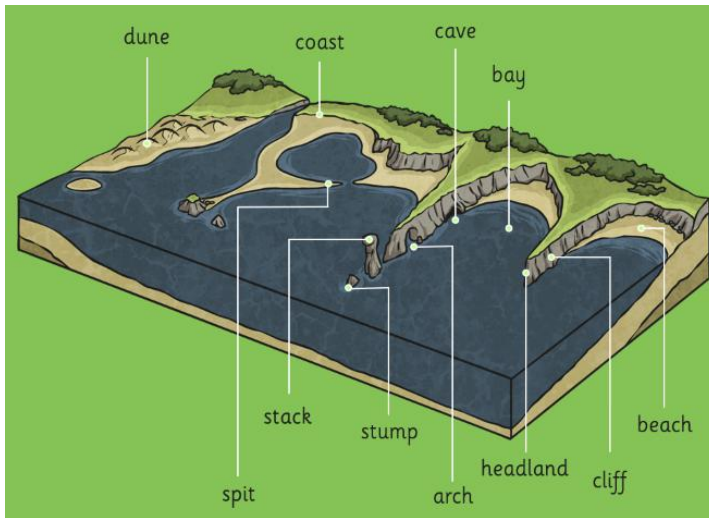 dune
coast
cave
bay
stack
stump
spit
arch
headland
cliff
beach